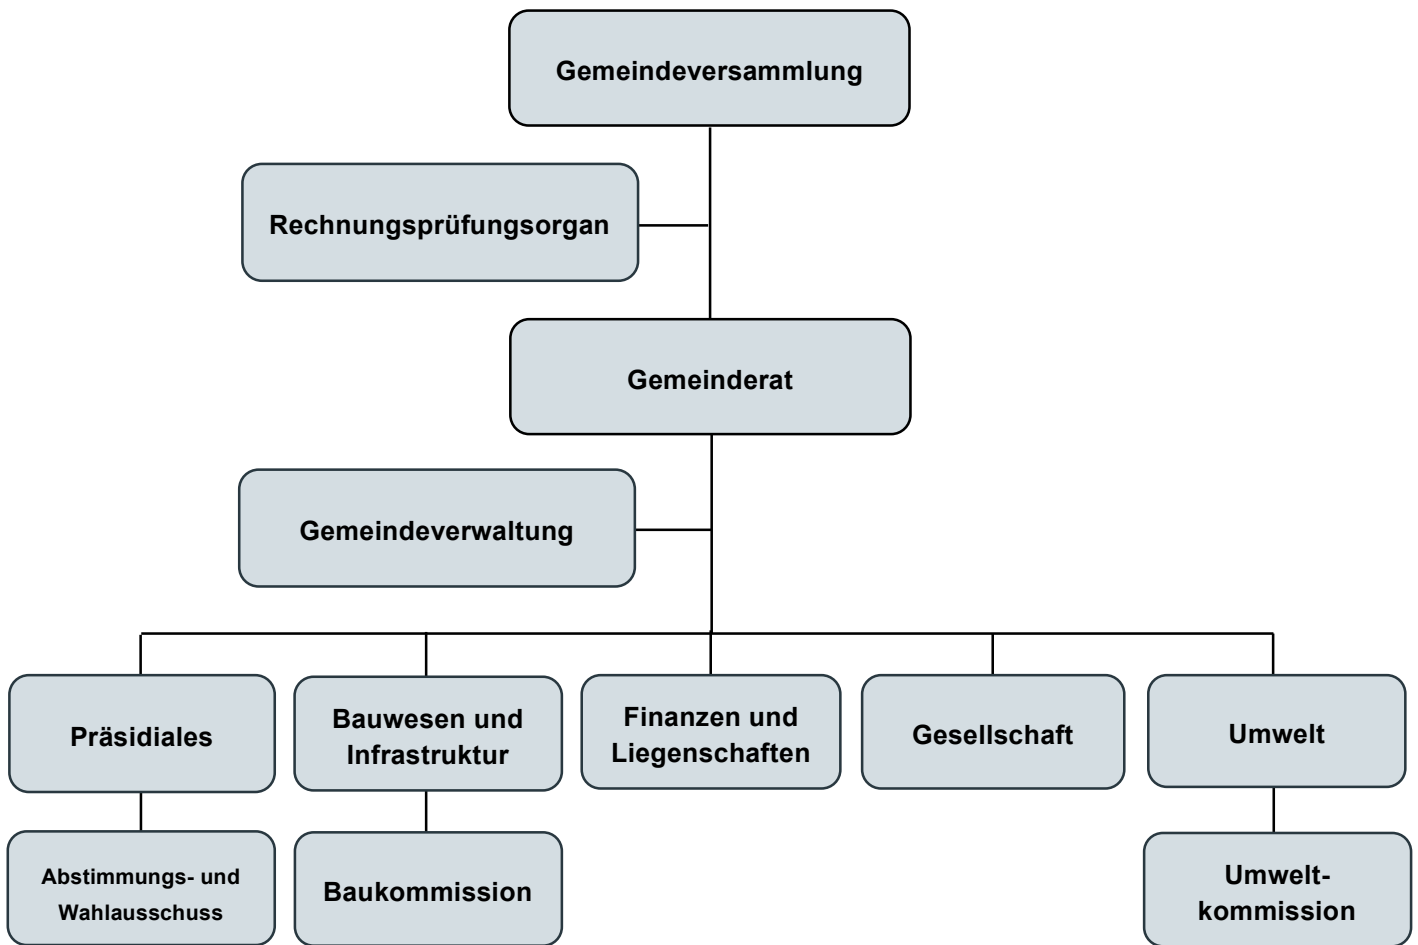 Gemeindeversammlung
Rechnungsprüfungsorgan
Gemeinderat
Gemeindeverwaltung
Präsidiales
Bauwesen und
Infrastruktur
Finanzen und
Liegenschaften
Gesellschaft
Umwelt
Abstimmungs- und
Wahlausschuss
Baukommission
Umwelt-
kommission